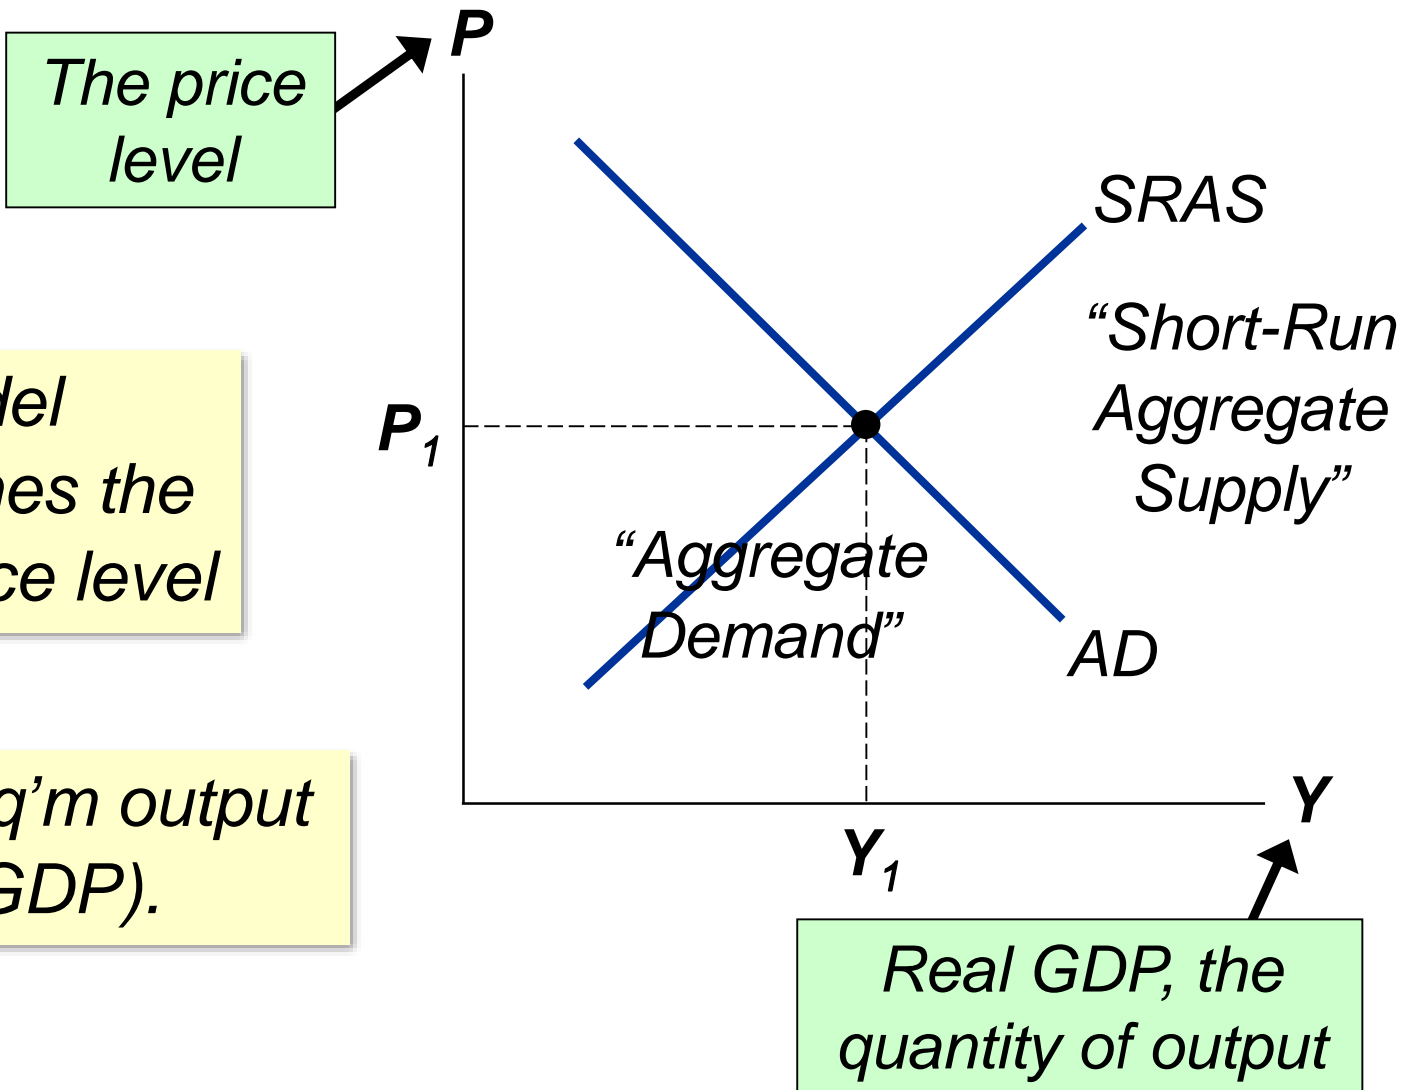 P
The price
level
SRAS
“Short-Run
Aggregate
Supply”
del
nes the
ce level
P1
“Aggregate
Demand”
AD
q’m output
GDP).
Y
Y1
Real GDP, the
quantity of output